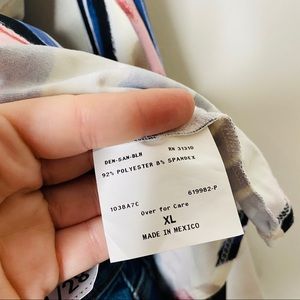 DEN-SAN-BLR RN 31310
92% POLYESTER 8% SPANDEX
1038A7C 619982-P
Over for Care
XL
MADE IN MEXICO